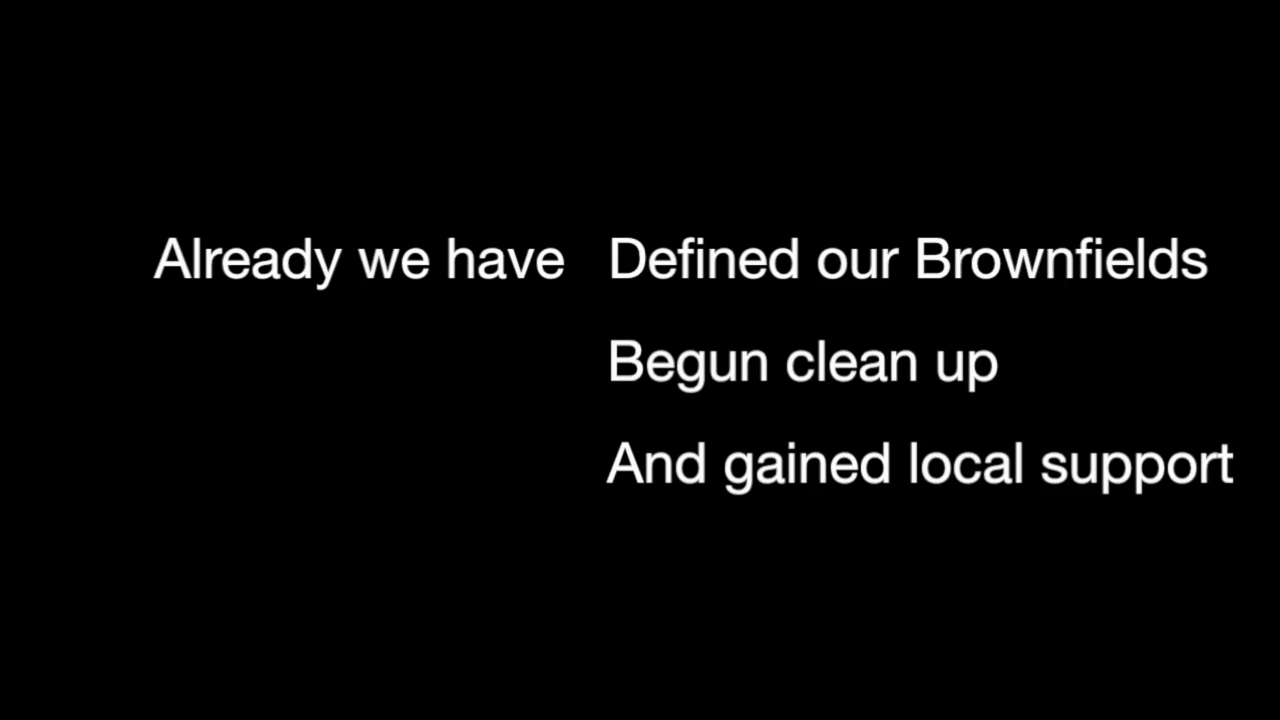 Already we have Defined our Brownfields
Begun clean up
And gained local support